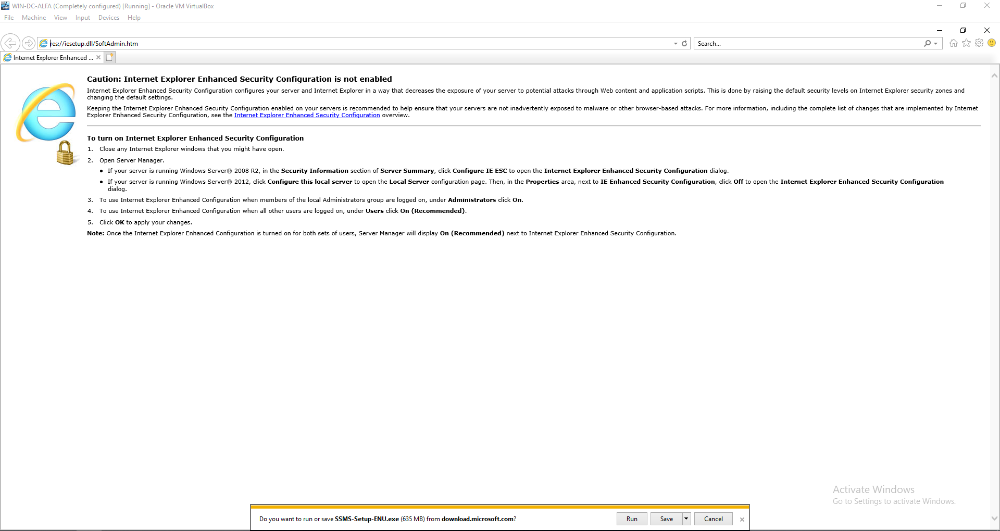 WIN-DC-ALFA (Completely configured) [Running] - Oracle VM VirtualBox
File Machine View Input Devices Help
res://iesetup.dll/SoftAdmin.htm
Search...
Internet Explorer Enhanced ...
Caution: Internet Explorer Enhanced Security Configuration is not enabled
Internet Explorer Enhanced Security Configuration configures your server and Internet Explorer in a way that decreases the exposure of your server to potential attacks through Web content and application scripts. This is done by raising the default security levels on Internet Explorer security zones and
changing the default settings.
Keeping the Internet Explorer Enhanced Security Configuration enabled on your servers is recommended to help ensure that your servers are not inadvertently exposed to malware or other browser-based attacks. For more information, including the complete list of changes that are implemented by Internet
Explorer Enhanced Security Configuration, see the Internet Explorer Enhanced Security Configuration overview.
To turn on Internet Explorer Enhanced Security Configuration
1. Close any Internet Explorer windows that you might have open.
2. Open Server Manager.
• If your server is running Windows Server® 2008 R2, in the Security Information section of Server Summary, click Configure IE ESC to open the Internet Explorer Enhanced Security Configuration dialog.
• If your server is running Windows Server® 2012, click Configure this local server to open the Local Server configuration page. Then, in the Properties area, next to IE Enhanced Security Configuration, click Off to open the Internet Explorer Enhanced Security Configuration
dialog.
3. To use Internet Explorer Enhanced Configuration when members of the local Administrators group are logged on, under Administrators click On.
4. To use Internet Explorer Enhanced Configuration when all other users are logged on, under Users click On (Recommended).
5. Click OK to apply your changes.
Note: Once the Internet Explorer Enhanced Configuration is turned on for both sets of users, Server Manager will display On (Recommended) next to Internet Explorer Enhanced Security Configuration.
Activate Windows
Go to Settings to activate Windows.
Do you want to run or save SSMS-Setup-ENU.exe (635 MB) from download.microsoft.com?
Run Save Cancel